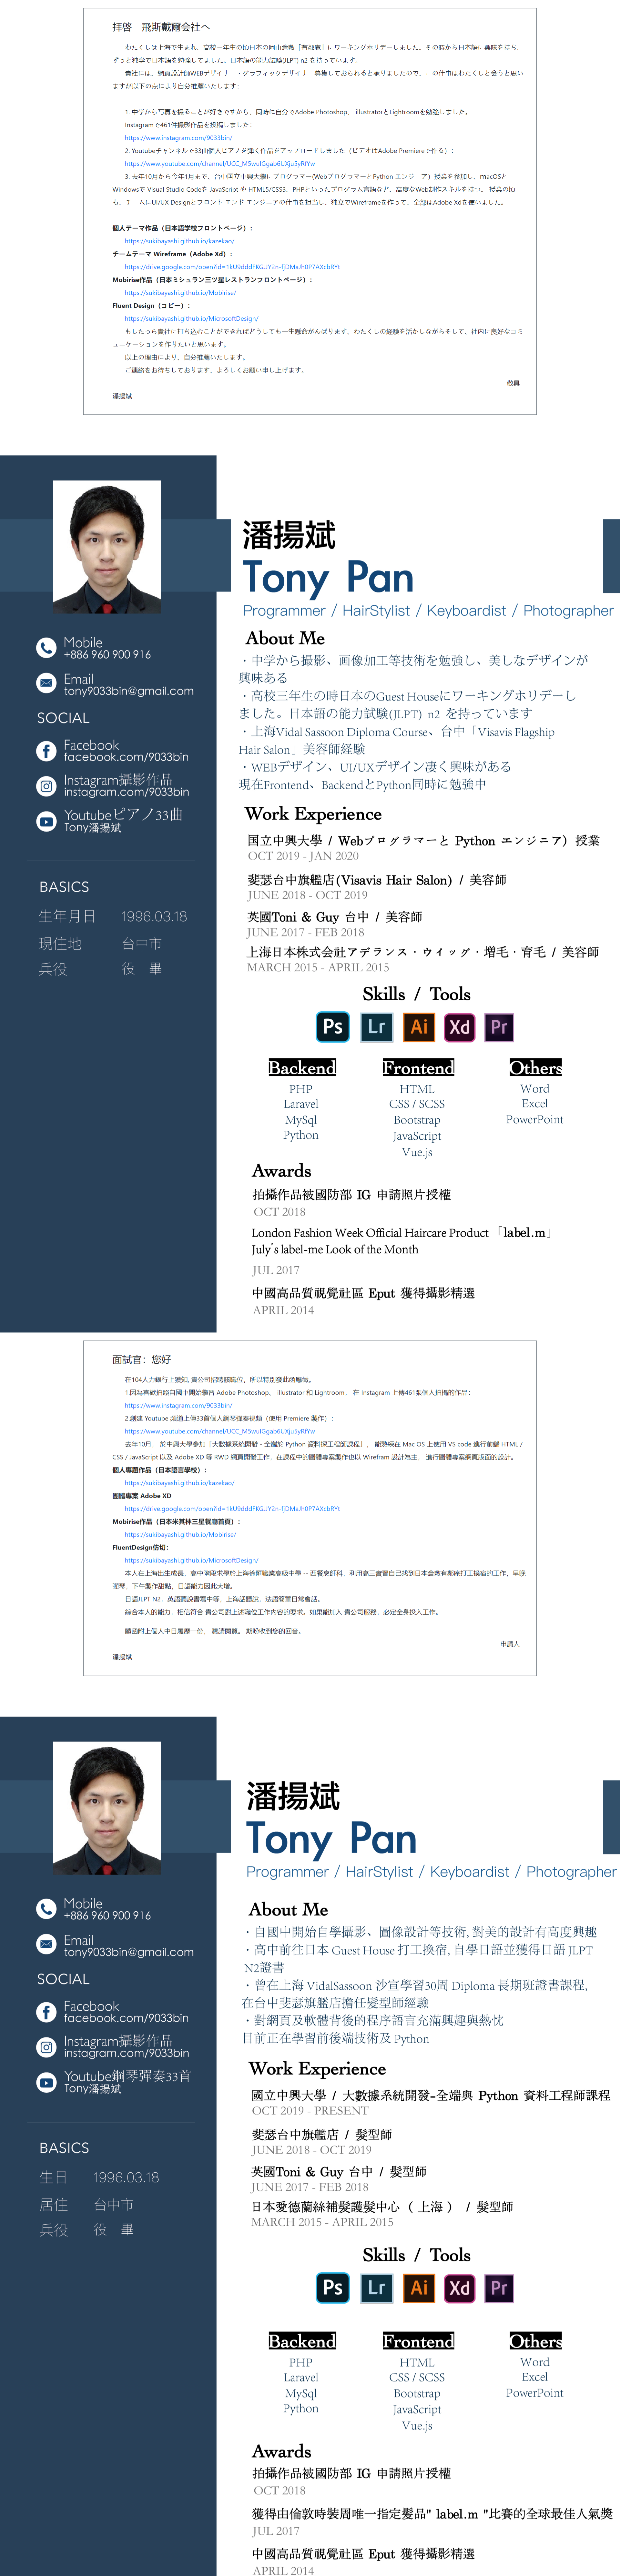 拝啓　飛斯戴爾会社へ
わたくしは上海で生まれ、高校三年生の頃日本の岡山倉敷「有鄰庵」にワーキングホリデーしました。その時から日本語に興味を持ち、
ずっと独学で日本語を勉強してました。日本語の能力試験(JLPT) n2 を持っています。
貴社には、網頁設計師WEBデザイナー・グラフィックデザイナー募集しておられると承りましたので、この仕事はわたくしと会うと思い
ますが以下の点により自分推薦いたします：
1. 中学から写真を撮ることが好きですから、同時に自分でAdobe Photoshop、 illustratorとLightroomを勉強しました。
Instagramで461件撮影作品を投稿しました：
https://www.instagram.com/9033bin/
2. Youtubeチャンネルで33曲個人ピアノを弾く作品をアップロードしました（ビデオはAdobe Premiereで作る）：
https://www.youtube.com/channel/UCC_M5wulGgab6UXju5yRfYw
3. 去年10月から今年1月まで、台中国立中興大學にプログラマー(WebプログラマーとPython エンジニア）授業を参加し、macOSと
Windowsで Visual Studio Codeを JavaScript や HTML5/CSS3、PHPといったプログラム言語など、高度なWeb制作スキルを持つ。 授業の頃
も、チームにUI/UX Designとフロント エンド エンジニアの仕事を担当し、独立でWireframeを作って、全部はAdobe Xdを使いました。
個人テーマ作品（日本語学校フロントページ）:
https://sukibayashi.github.io/kazekao/
チームテーマ Wireframe（Adobe Xd）:
https://drive.google.com/open?id=1kU9dddFKGJJY2n-fjDMaJh0P7AXcbRYt
Mobirise作品（日本ミシュラン三ツ星レストランフロントページ）:
https://sukibayashi.github.io/Mobirise/
Fluent Design（コピー）:
https://sukibayashi.github.io/MicrosoftDesign/
もしたっら貴社に打ち込むことができればどうしても一生懸命がんばります、わたくしの経験を活かしながらそして、社内に良好なコミ
ュニケーションを作りたいと思います。
以上の理由により、自分推薦いたします。
ご連絡をお待ちしております、よろしくお願い申し上げます。
敬具
潘揚斌
潘揚斌
Tony Pan
Programmer / HairStylist / Keyboardist / Photographer
Mobile
+886 960 900 916
Email
tony9033bin@gmail.com
SOCIAL
Facebook
facebook.com/9033bin
Instagram攝影作品
instagram.com/9033bin
Youtubeピアノ33曲
Tony潘揚斌
BASICS
生年月日 1996.03.18
現住地 台中市
兵役 役 畢
About Me
・中学から撮影、画像加工等技術を勉強し、美しなデザインが
興味ある
・高校三年生の時日本のGuest Houseにワーキングホリデーし
ました。日本語の能力試験(JLPT) n2 を持っています
・上海Vidal Sassoon Diploma Course、台中「Visavis Flagship
Hair Salon」美容師経験
・WEBデザイン、UI/UXデザイン凄く興味がある
現在Frontend、BackendとPython同時に勉強中
Work Experience
国立中興大學 / Webプログラマーと Python エンジニア）授業
OCT 2019 - JAN 2020
斐瑟台中旗艦店(Visavis Hair Salon) / 美容師
JUNE 2018 - OCT 2019
英國Toni & Guy 台中 / 美容師
JUNE 2017 - FEB 2018
上海日本株式会社アデランス・ウィッグ・増毛・育毛 / 美容師
MARCH 2015 - APRIL 2015
Skills / Tools
Ps Lr Ai Xd Pr
Backend Frontend Others
PHP HTML Word
Laravel CSS / SCSS Excel
MySql Bootstrap PowerPoint
Python JavaScript
Vue.js
Awards
拍攝作品被國防部 IG 申請照片授權
OCT 2018
London Fashion Week Official Haircare Product 「label.m」
July's label-me Look of the Month
JUL 2017
中國高品質視覺社區 Eput 獲得攝影精選
APRIL 2014
面試官：您好
在104人力銀行上獲知, 貴公司招聘該職位，所以特別發此函應徵。
1.因為喜歡拍照自國中開始學習 Adobe Photoshop、 illustrator 和 Lightroom， 在 Instagram 上傳461張個人拍攝的作品：
https://www.instagram.com/9033bin/
2.創建 Youtube 頻道上傳33首個人鋼琴彈奏視頻（使用 Premiere 製作）:
https://www.youtube.com/channel/UCC_M5wulGgab6UXju5yRfYw
去年10月， 於中興大學參加「大數據系統開發 - 全端於 Python 資料探工程師課程」， 能熟練在 Mac OS 上使用 VS code 進行前端 HTML /
CSS / JavaScript 以及 Adobe XD 等 RWD 網頁開發工作。在課程中的團體專案製作也以 Wirefram 設計為主， 進行團體專案網頁版面的設計。
個人專題作品（日本語言學校）:
https://sukibayashi.github.io/kazekao/
團體專案 Adobe XD
https://drive.google.com/open?id=1kU9dddFKGJJY2n-fjDMaJh0P7AXcbRYt
Mobirise作品（日本米其林三星餐廳首頁）:
https://sukibayashi.github.io/Mobirise/
FluentDesign仿切:
https://sukibayashi.github.io/MicrosoftDesign/
本人在上海出生成長，高中階段求學於上海徐匯職業高級中學 -- 西餐烹飪科，利用高三實習自己找到日本倉敷有鄰庵打工換宿的工作，早晚
彈琴，下午製作甜點，日語能力因此大增。
日語JLPT N2，英語聽說書寫中等，上海話聽說，法語簡單日常會話。
綜合本人的能力，相信符合 貴公司對上述職位工作內容的要求。如果能加入 貴公司服務，必定全身投入工作。
隨函附上個人中日履歷一份， 懇請閱覽。 期盼收到您的回音。
申請人
潘揚斌
潘揚斌
Tony Pan
Programmer / HairStylist / Keyboardist / Photographer
Mobile
+886 960 900 916
Email
tony9033bin@gmail.com
SOCIAL
Facebook
facebook.com/9033bin
Instagram攝影作品
instagram.com/9033bin
Youtube鋼琴彈奏33首
Tony潘揚斌
BASICS
生日 1996.03.18
居住 台中市
兵役 役 畢
About Me
・自國中開始自學攝影、圖像設計等技術, 對美的設計有高度興趣
・高中前往日本 Guest House 打工換宿, 自學日語並獲得日語 JLPT
N2證書
・曾在上海 VidalSassoon 沙宣學習30周 Diploma 長期班證書課程,
在台中斐瑟旗艦店擔任髮型師經驗
・對網頁及軟體背後的程序語言充滿興趣與熱忱
目前正在學習前後端技術及 Python
Work Experience
國立中興大學 / 大數據系統開發-全端與 Python 資料工程師課程
OCT 2019 - PRESENT
斐瑟台中旗艦店 / 髮型師
JUNE 2018 - OCT 2019
英國Toni & Guy 台中 / 髮型師
JUNE 2017 - FEB 2018
日本愛德蘭絲補髮護髮中心（ 上海 ） / 髮型師
MARCH 2015 - APRIL 2015
Skills / Tools
Ps Lr Ai Xd Pr
Backend Frontend Others
PHP HTML Word
Laravel CSS / SCSS Excel
MySql Bootstrap PowerPoint
Python JavaScript
Vue.js
Awards
拍攝作品被國防部 IG 申請照片授權
OCT 2018
獲得由倫敦時裝周唯一指定髪品" label.m "比賽的全球最佳人氣獎
JUL 2017
中國高品質視覺社區 Eput 獲得攝影精選
APRIL 2014